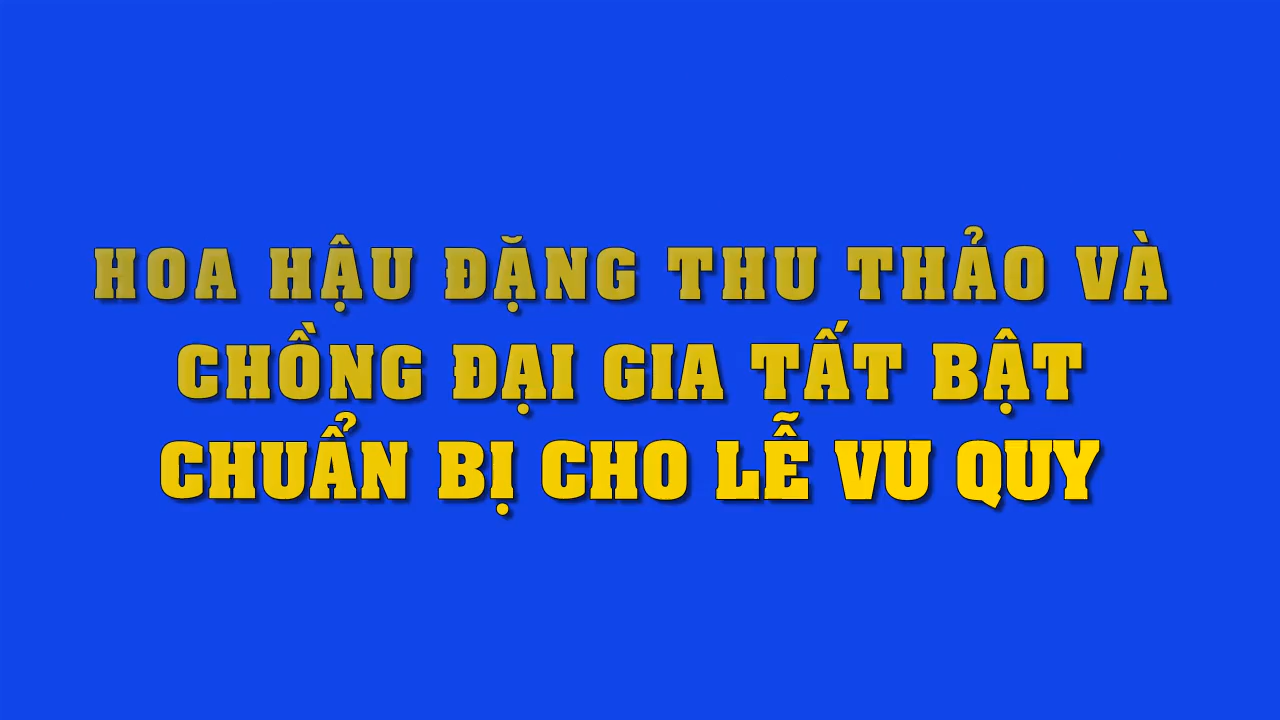 HOA HẬU ĐẶNG THU THẢO VÀ
CHỒNG ĐẠI GIA TẤT BẬT
CHUẨN BỊ CHO LỄ VU QUY